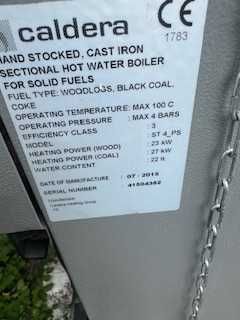 caldera
CE
1783
HAND STOCKED, CAST IRON
SECTIONAL HOT WATER BOILER
FOR SOLID FUELS
FUEL TYPE: WOODLOJS, BLACK COAL,
COKE
OPERATING TEMPERATURE: MAX 100 C
OPERATING PRESSURE : MAX 4 BARS
EFFICIENCY CLASS : 3
MODEL : ST 4_PS
HEATING POWER (WOOD) : 23 kW
HEATING POWER (COAL) : 27 kW
WATER CONTENT : 22 lt
DATE OF MANUFACTURE : 07 / 2015
SERIAL NUMBER : 41504362